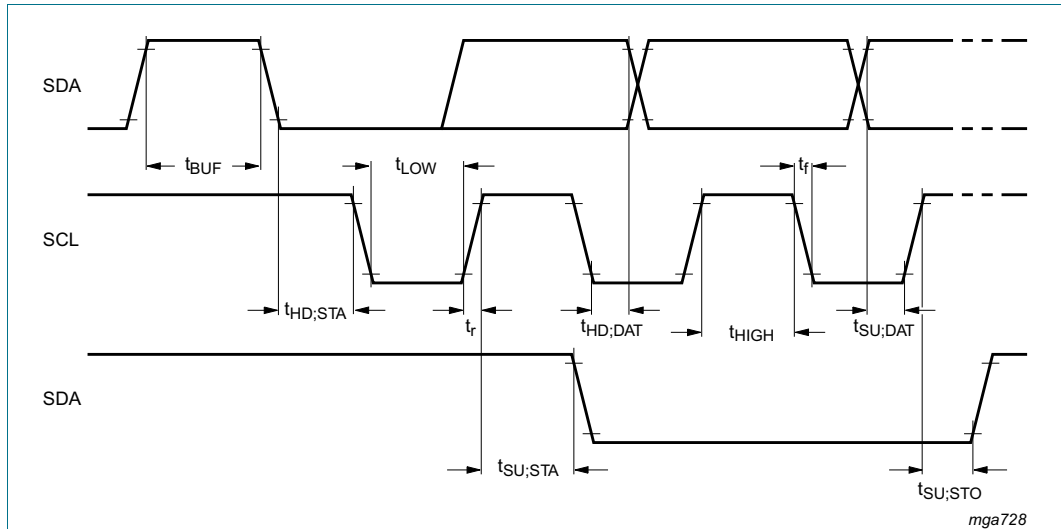 SDA
tBUF
tLOW
tf
SCL
tHD;STA
tr
tHD;DAT
tHIGH
tSU;DAT
SDA
tSU;STA
tSU;STO
mga728